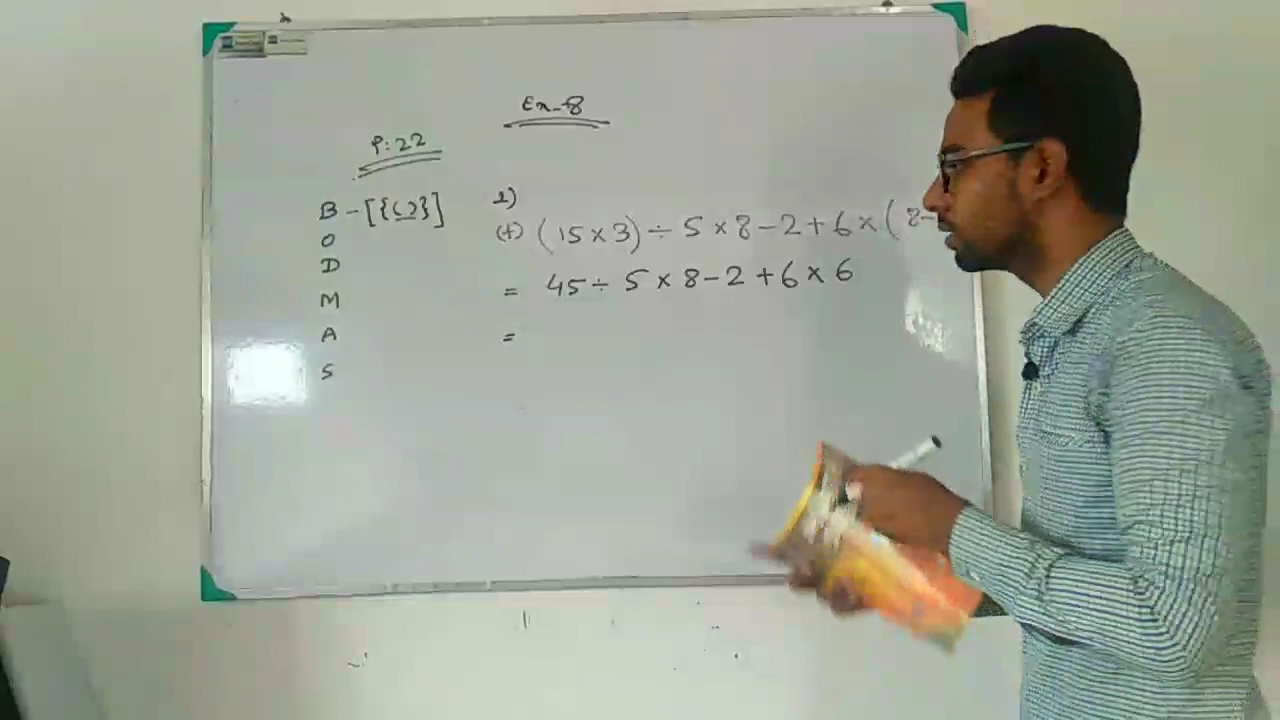 Ex-8
P:22
B - [{()}]
O
D
M
A
S
1)
(f) (15×3) ÷ 5 × 8 - 2 + 6 × ( 8-
= 45 ÷ 5 × 8 - 2 + 6 × 6
=